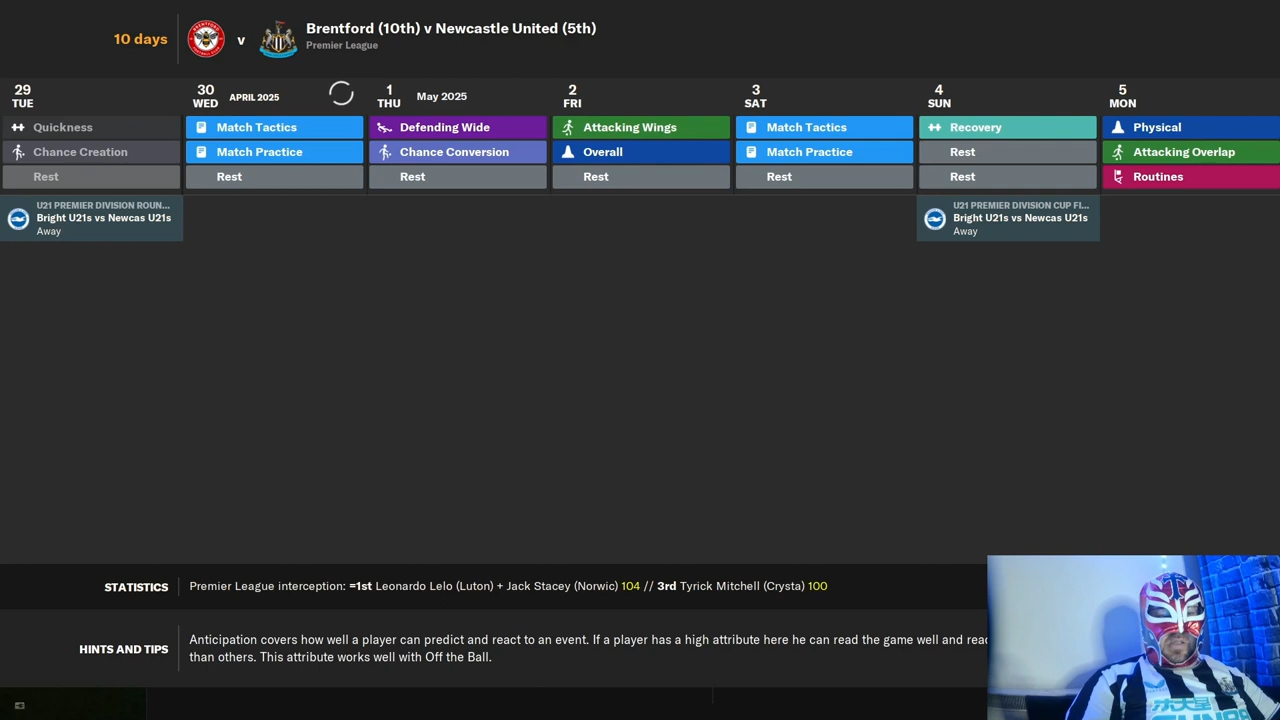 10 days
v
Brentford (10th) v Newcastle United (5th)
Premier League
29
TUE
30
WED
APRIL 2025
1
THU
May 2025
2
FRI
3
SAT
4
SUN
5
MON
Quickness
Match Tactics
Defending Wide
Attacking Wings
Match Tactics
Recovery
Physical
Chance Creation
Match Practice
Chance Conversion
Overall
Match Practice
Rest
Attacking Overlap
Rest
Rest
Rest
Rest
Rest
Rest
Routines
U21 PREMIER DIVISION ROUN...
Bright U21s vs Newcas U21s
Away
U21 PREMIER DIVISION CUP FI...
Bright U21s vs Newcas U21s
Away
STATISTICS
Premier League interception: =1st Leonardo Lelo (Luton) + Jack Stacey (Norwic) 104 // 3rd Tyrick Mitchell (Crysta) 100
HINTS AND TIPS
Anticipation covers how well a player can predict and react to an event. If a player has a high attribute here he can read the game well and
than others. This attribute works well with Off the Ball.